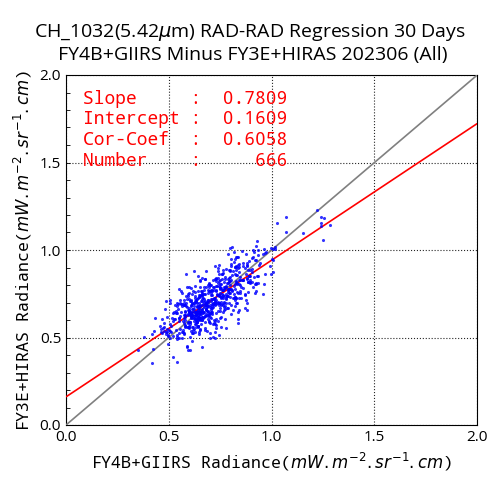 CH_1032(5.42μm) RAD-RAD Regression 30 Days
FY4B+GIIRS Minus FY3E+HIRAS 202306 (All)
Slope : 0.7809
Intercept : 0.1609
Cor-Coef : 0.6058
Number : 666
2.0
1.5
1.0
0.5
0.0
FY3E+HIRAS Radiance(mW.m⁻².sr⁻¹.cm)
0.0 0.5 1.0 1.5 2.0
FY4B+GIIRS Radiance(mW.m⁻².sr⁻¹.cm)